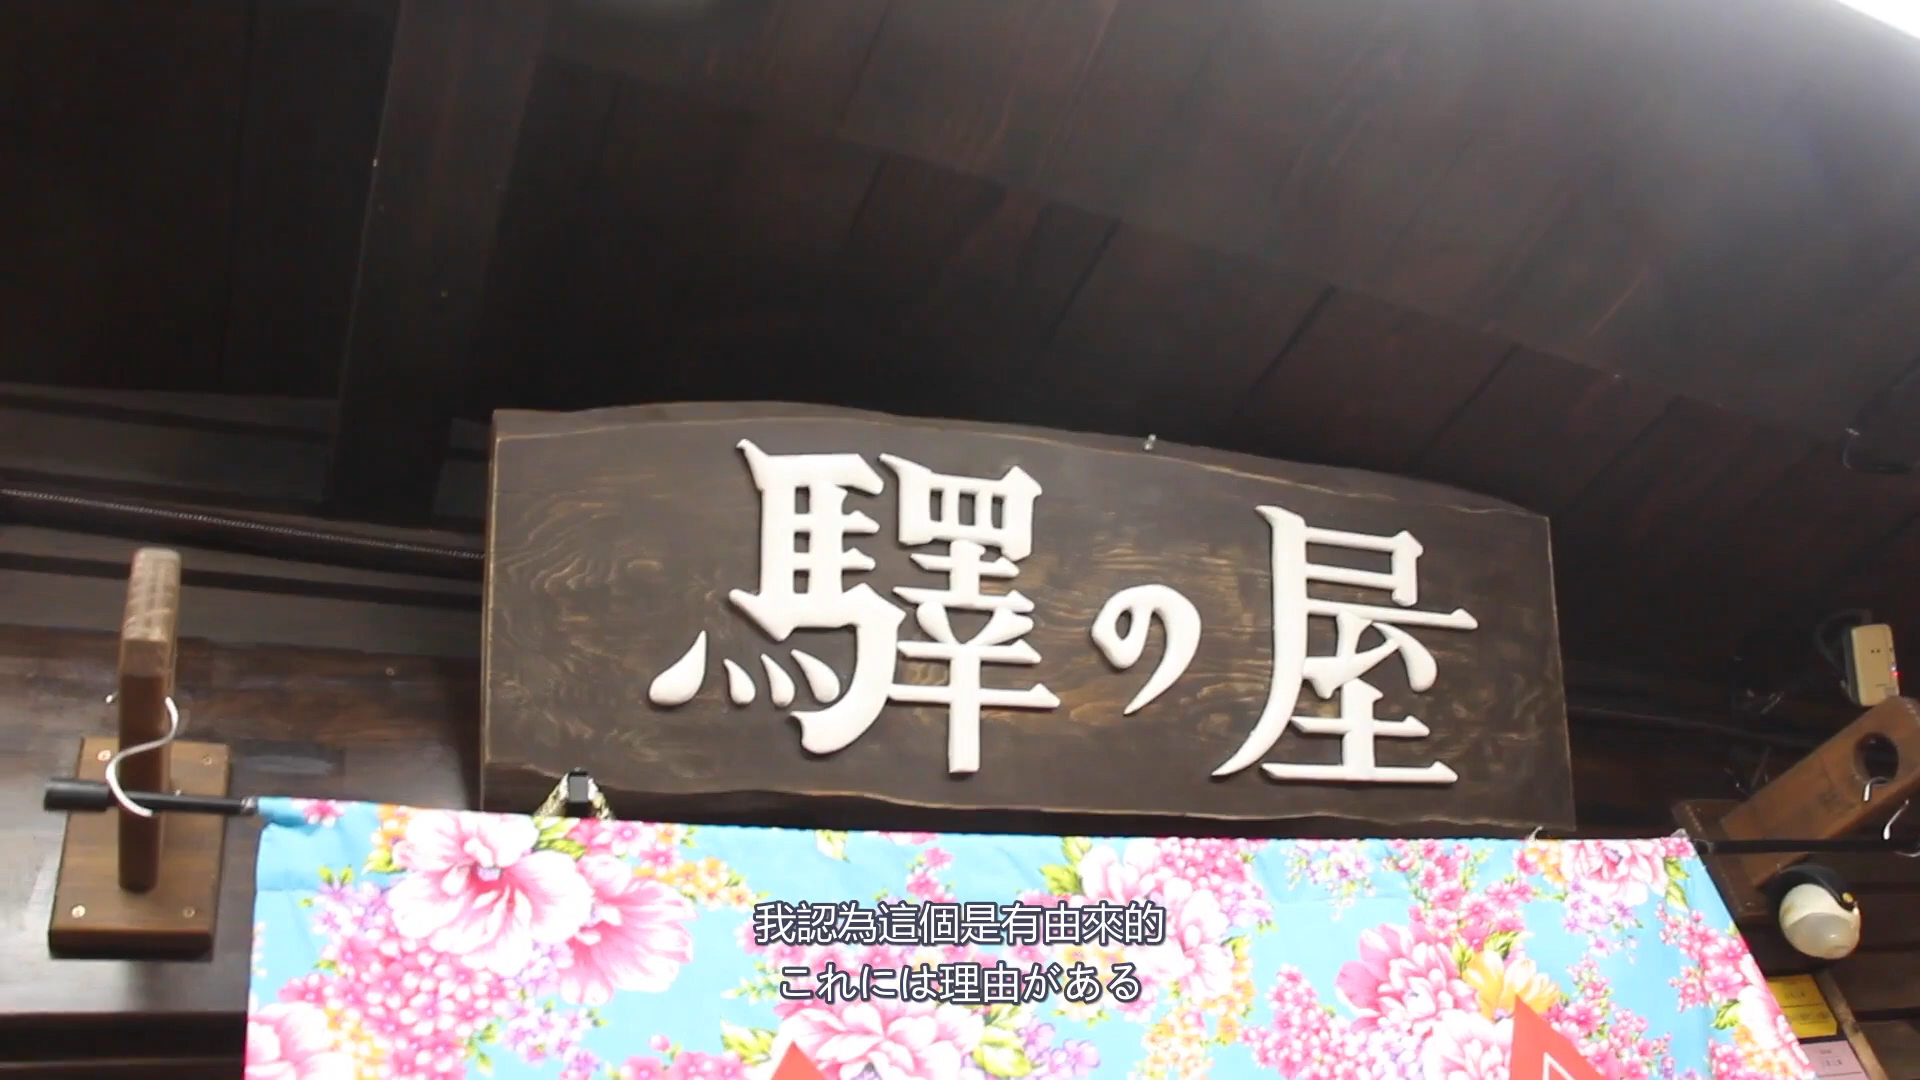 驛の屋
我認為這個是有由來的
これには理由がある